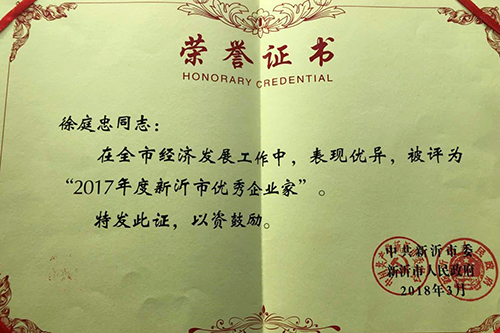 荣誉证书
HONORARY CREDENTIAL
徐庭忠同志：
在全市经济发展工作中，表现优异，被评为
“2017年度新沂市优秀企业家”。
特发此证，以资鼓励。
中共新沂市委
新沂市人民政府
2018年3月